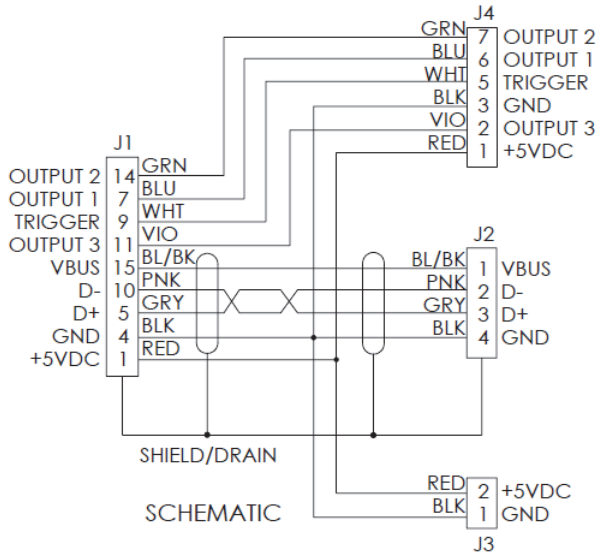 J4
GRN 7 OUTPUT 2
BLU 6 OUTPUT 1
WHT 5 TRIGGER
BLK 3 GND
VIO 2 OUTPUT 3
RED 1 +5VDC
J1
OUTPUT 2 14 GRN
OUTPUT 1 7 BLU
TRIGGER 9 WHT
OUTPUT 3 11 VIO
VBUS 15 BL/BK
D- 10 PNK
D+ 5 GRY
GND 4 BLK
+5VDC 1 RED
J2
BL/BK 1 VBUS
PNK 2 D-
GRY 3 D+
BLK 4 GND
SHIELD/DRAIN
SCHEMATIC
RED 2 +5VDC
BLK 1 GND
J3